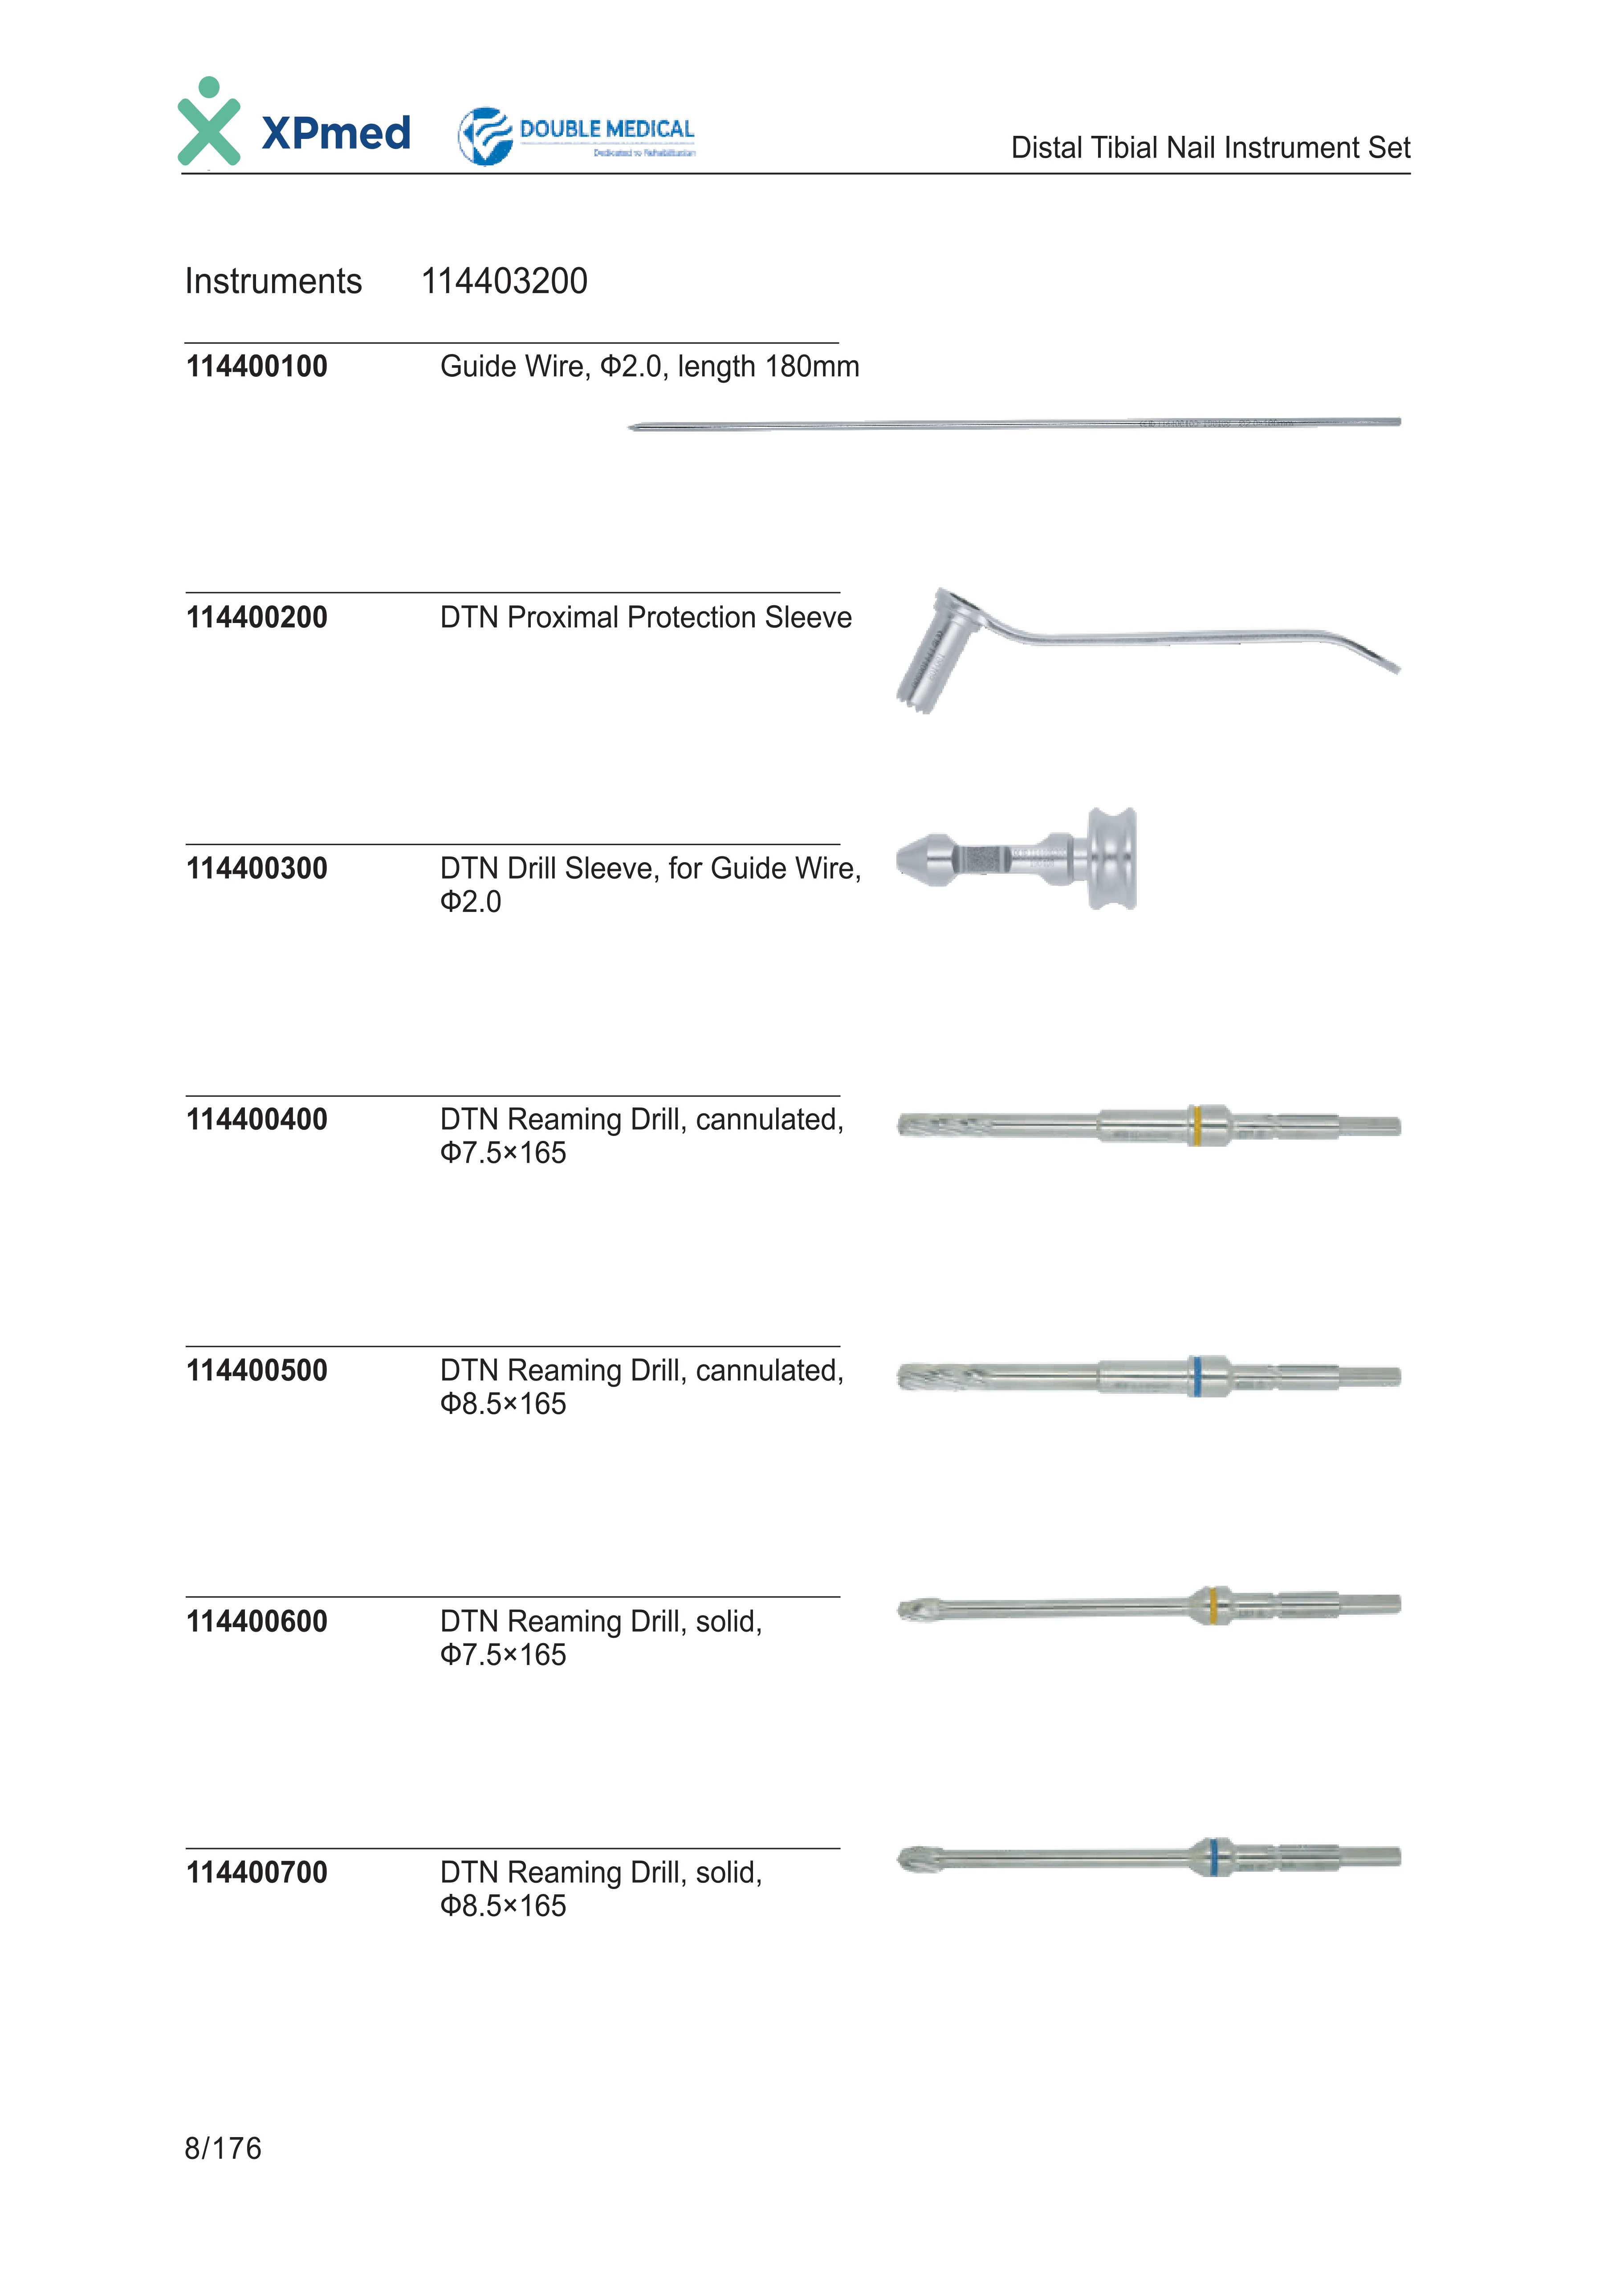 XPmed
DOUBLE MEDICAL
Dedicated to Rehabilitation
Distal Tibial Nail Instrument Set
Instruments 114403200
114400100 Guide Wire, Φ2.0, length 180mm
114400200 DTN Proximal Protection Sleeve
114400300 DTN Drill Sleeve, for Guide Wire,
Φ2.0
114400400 DTN Reaming Drill, cannulated,
Φ7.5×165
114400500 DTN Reaming Drill, cannulated,
Φ8.5×165
114400600 DTN Reaming Drill, solid,
Φ7.5×165
114400700 DTN Reaming Drill, solid,
Φ8.5×165
8/176